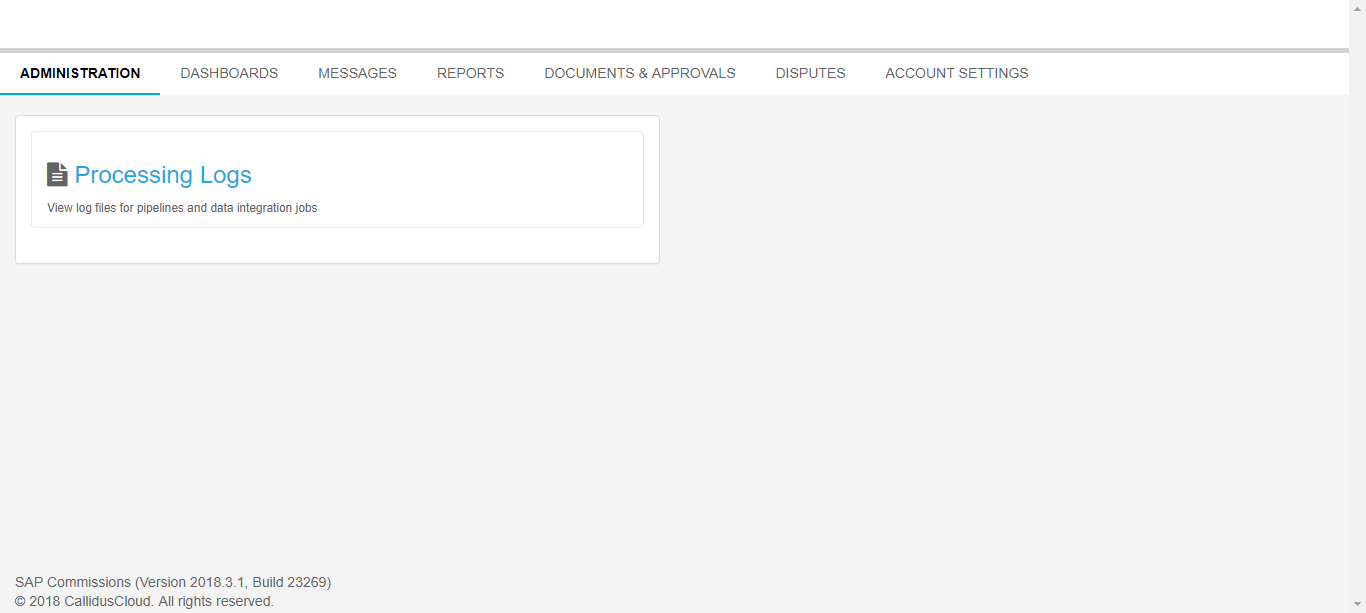 ADMINISTRATION DASHBOARDS MESSAGES REPORTS DOCUMENTS & APPROVALS DISPUTES ACCOUNT SETTINGS
Processing Logs
View log files for pipelines and data integration jobs
SAP Commissions (Version 2018.3.1, Build 23269)
© 2018 CallidusCloud. All rights reserved.